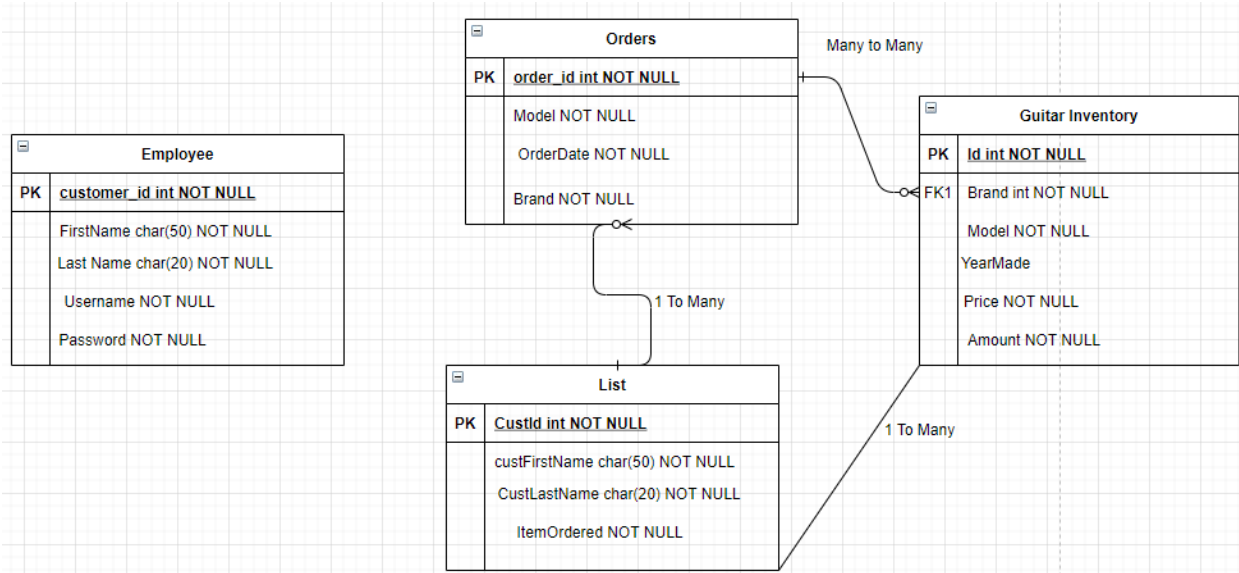 Orders
PK order_id int NOT NULL
Model NOT NULL
OrderDate NOT NULL
Brand NOT NULL
Many to Many
Guitar Inventory
PK Id int NOT NULL
FK1 Brand int NOT NULL
Model NOT NULL
YearMade
Price NOT NULL
Amount NOT NULL
Employee
PK customer_id int NOT NULL
FirstName char(50) NOT NULL
Last Name char(20) NOT NULL
Username NOT NULL
Password NOT NULL
1 To Many
List
PK CustId int NOT NULL
custFirstName char(50) NOT NULL
CustLastName char(20) NOT NULL
ItemOrdered NOT NULL
1 To Many